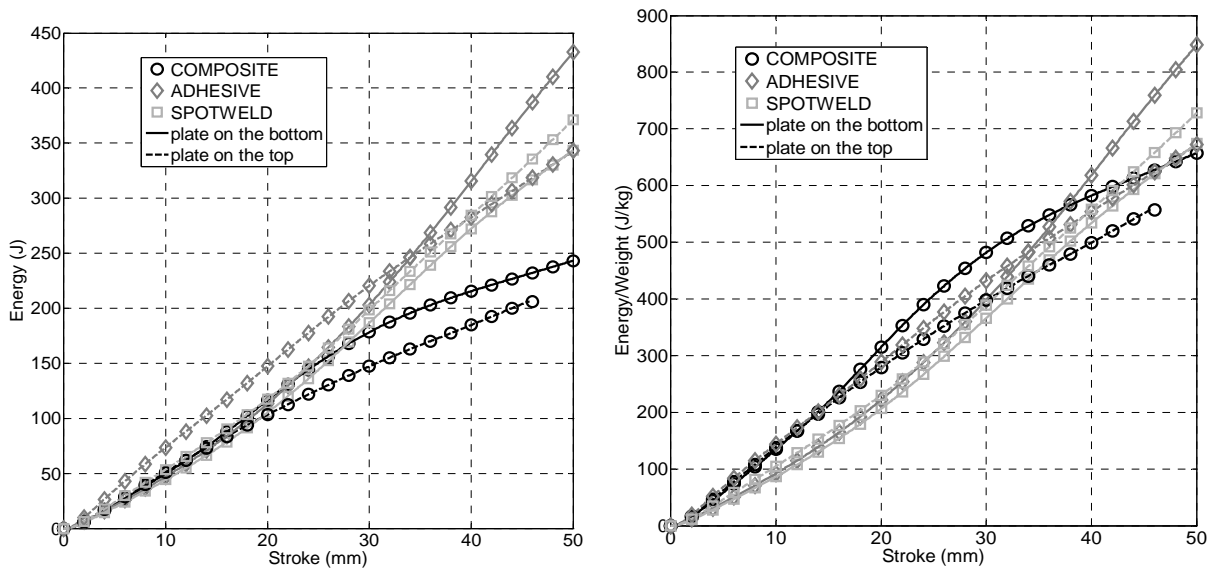 450
400
350
300
250
200
150
100
50
0
Energy (J)
COMPOSITE
ADHESIVE
SPOTWELD
plate on the bottom
plate on the top
0 10 20 30 40 50
Stroke (mm)
900
800
700
600
500
400
300
200
100
0
Energy/Weight (J/kg)
COMPOSITE
ADHESIVE
SPOTWELD
plate on the bottom
plate on the top
0 10 20 30 40 50
Stroke (mm)